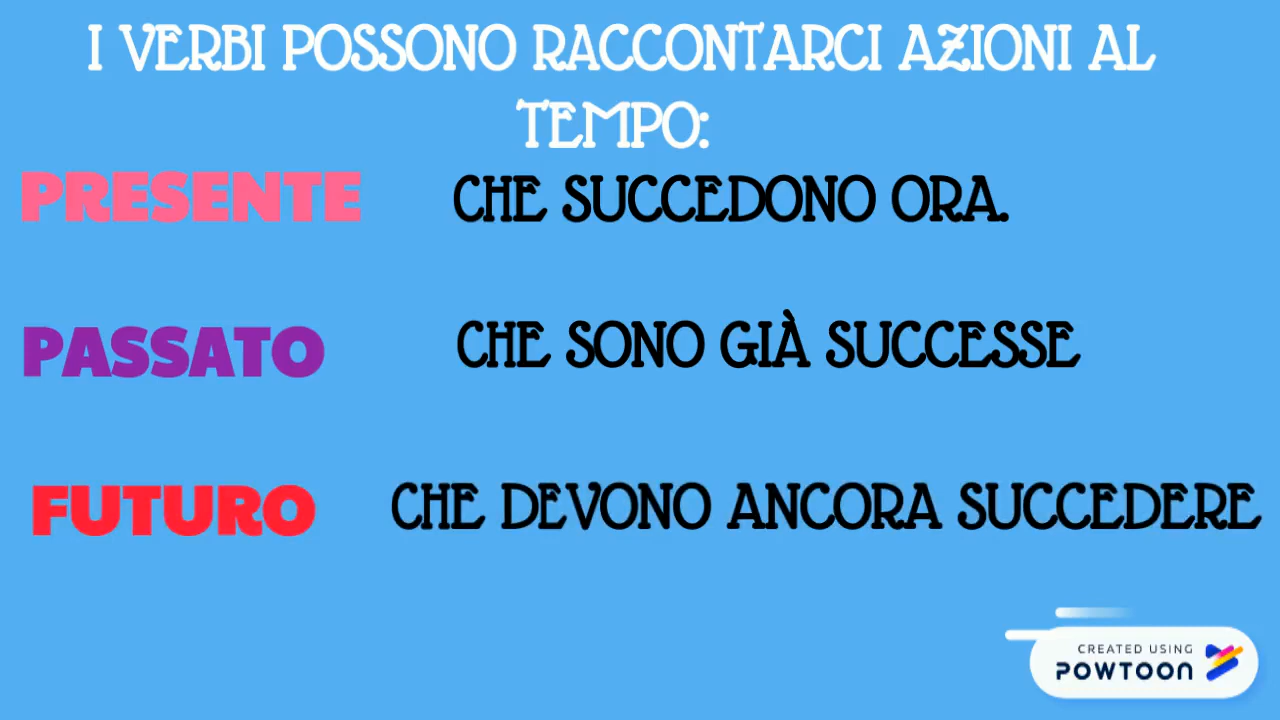 I VERBI POSSONO RACCONTARCI AZIONI AL
TEMPO:
PRESENTE CHE SUCCEDONO ORA.
PASSATO CHE SONO GIÀ SUCCESSE
FUTURO CHE DEVONO ANCORA SUCCEDERE
CREATED USING
POWTOON